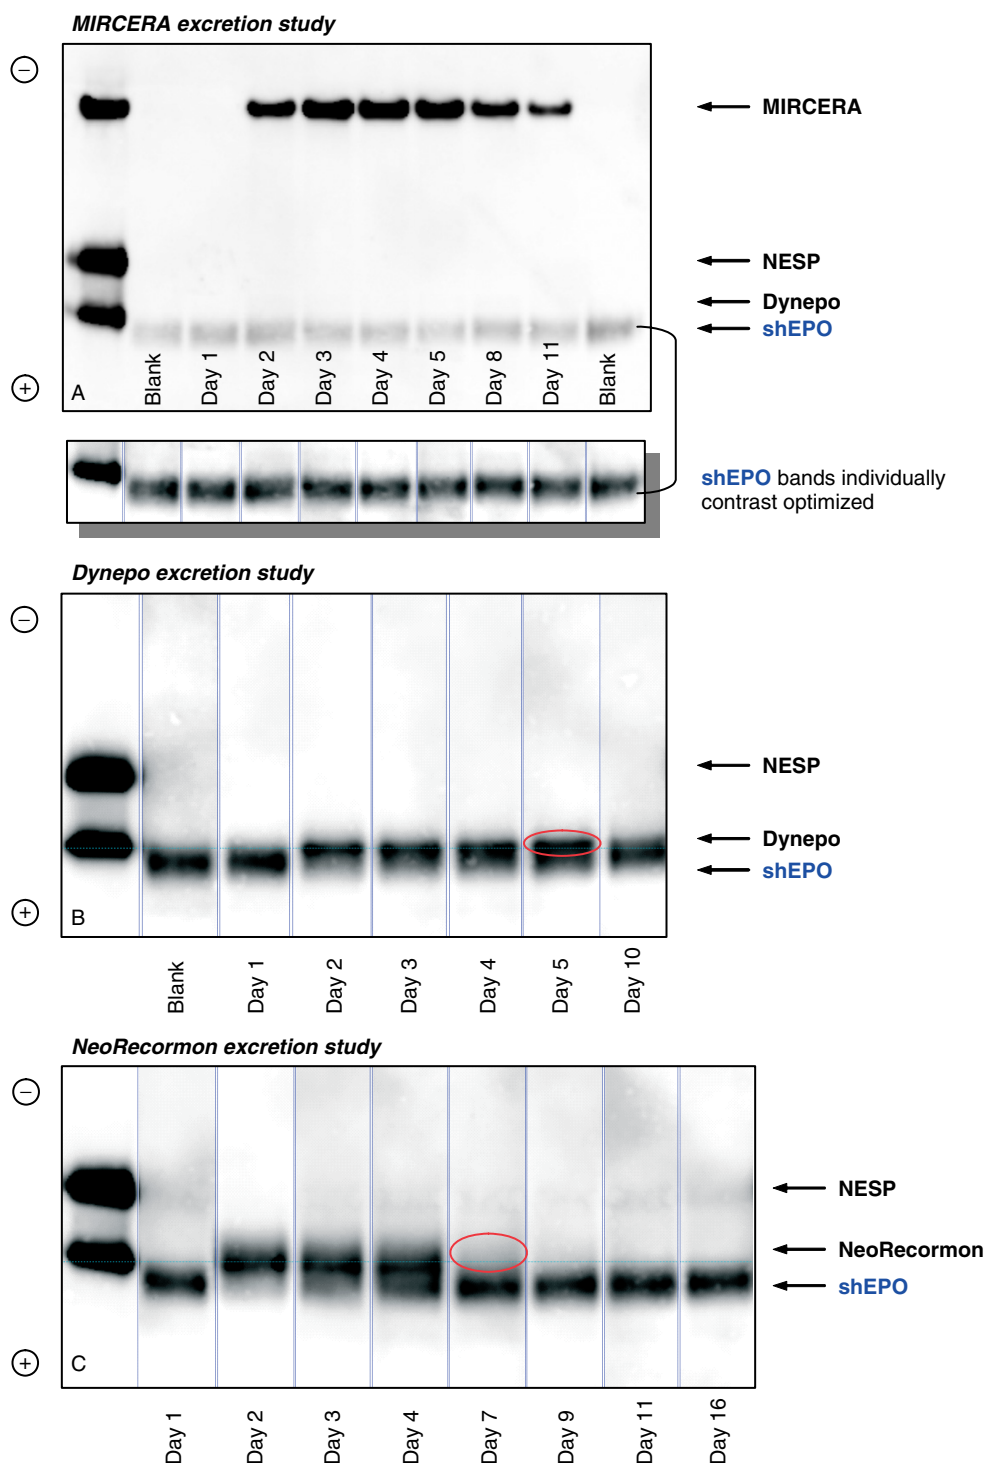 MIRCERA excretion study
−
MIRCERA
NESP
Dynepo
shEPO
+
A
Blank
Day 1
Day 2
Day 3
Day 4
Day 5
Day 8
Day 11
Blank
shEPO bands individually
contrast optimized
Dynepo excretion study
−
NESP
Dynepo
shEPO
+
B
Blank
Day 1
Day 2
Day 3
Day 4
Day 5
Day 10
NeoRecormon excretion study
−
NESP
NeoRecormon
shEPO
+
C
Day 1
Day 2
Day 3
Day 4
Day 7
Day 9
Day 11
Day 16